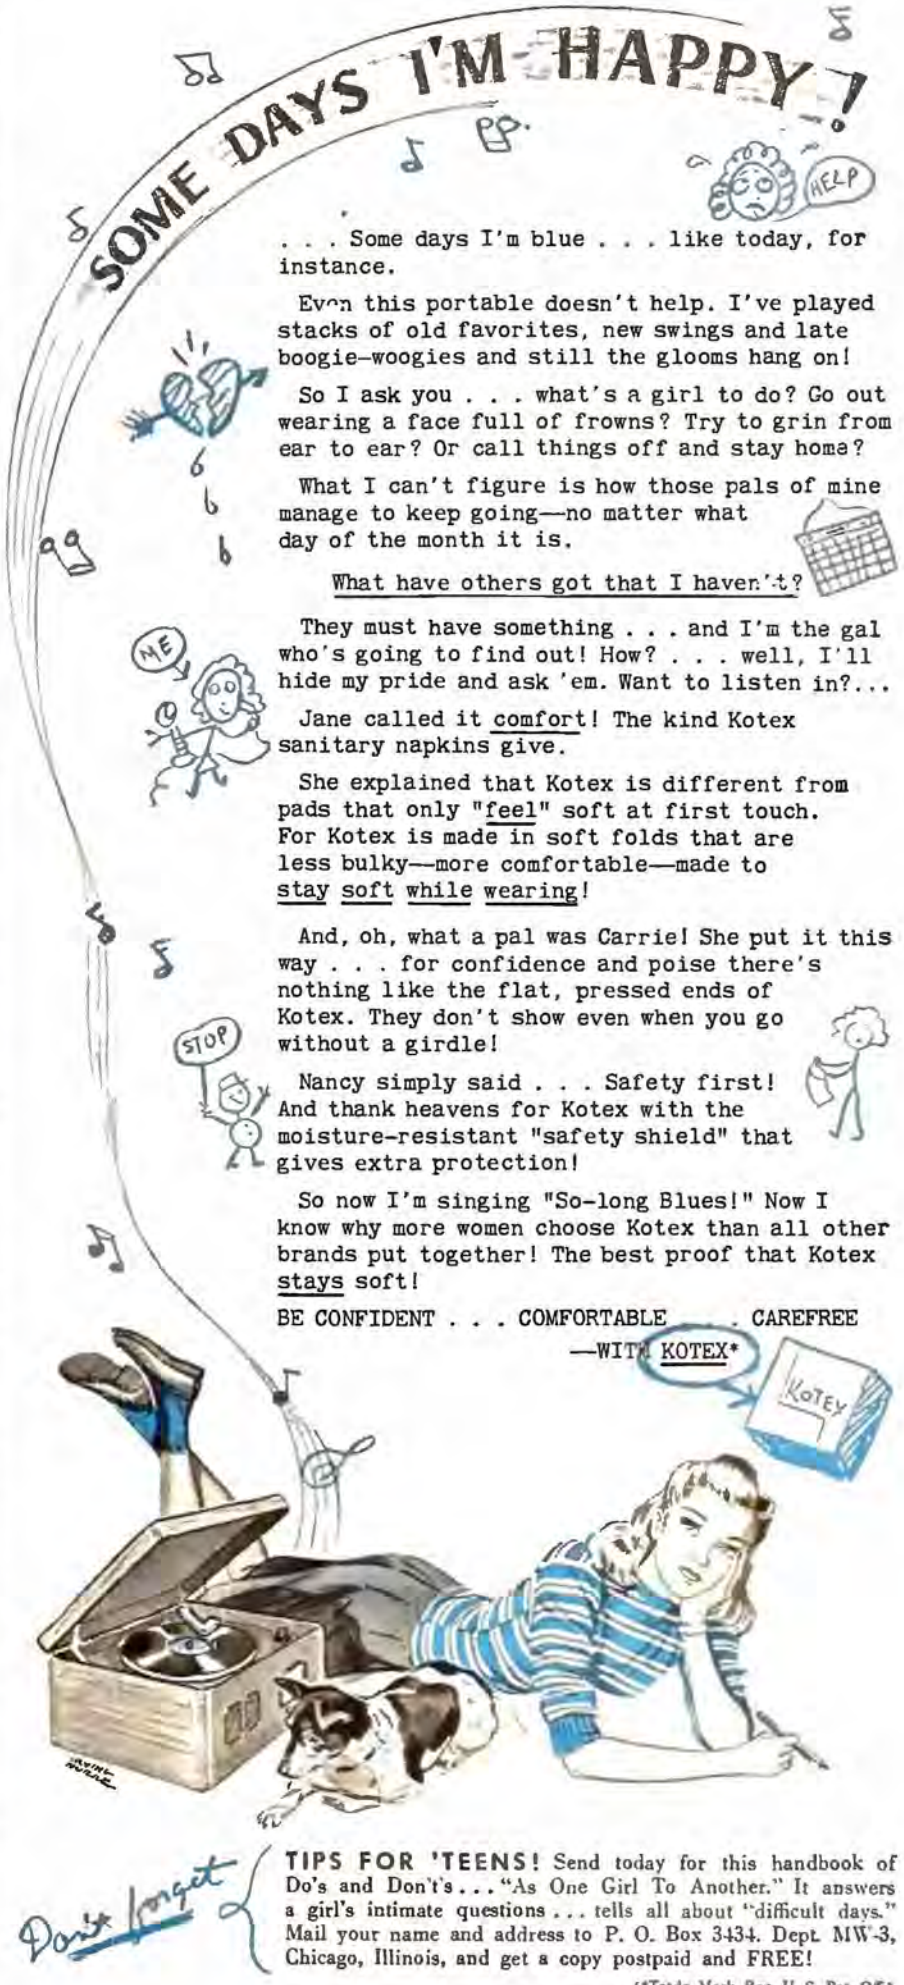 SOME DAYS I'M HAPPY!
HELP
. . . Some days I'm blue . . . like today, for
instance.
Even this portable doesn't help. I've played
stacks of old favorites, new swings and late
boogie-woogies and still the glooms hang on!
So I ask you . . . what's a girl to do? Go out
wearing a face full of frowns? Try to grin from
ear to ear? Or call things off and stay home?
What I can't figure is how those pals of mine
manage to keep going—no matter what
day of the month it is.
What have others got that I haven't?
ME
They must have something . . . and I'm the gal
who's going to find out! How? . . . well, I'll
hide my pride and ask 'em. Want to listen in?...
Jane called it comfort! The kind Kotex
sanitary napkins give.
She explained that Kotex is different from
pads that only "feel" soft at first touch.
For Kotex is made in soft folds that are
less bulky—more comfortable—made to
stay soft while wearing!
And, oh, what a pal was Carrie! She put it this
way . . . for confidence and poise there's
nothing like the flat, pressed ends of
Kotex. They don't show even when you go
without a girdle!
STOP
Nancy simply said . . . Safety first!
And thank heavens for Kotex with the
moisture-resistant "safety shield" that
gives extra protection!
So now I'm singing "So-long Blues!" Now I
know why more women choose Kotex than all other
brands put together! The best proof that Kotex
stays soft!
BE CONFIDENT . . . COMFORTABLE . . . CAREFREE
—WITH KOTEX*
KOTEX
Don't forget
TIPS FOR 'TEENS! Send today for this handbook of
Do's and Don't's... "As One Girl To Another." It answers
a girl's intimate questions... tells all about "difficult days."
Mail your name and address to P. O. Box 3434, Dept. MW-3,
Chicago, Illinois, and get a copy postpaid and FREE!